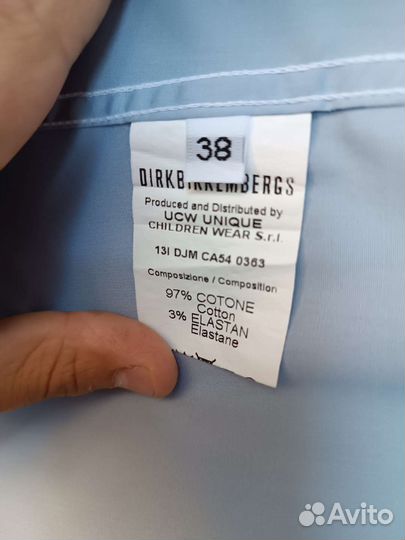 38
DIRKBIKKEMBERGS
Produced and Distributed by
UCW UNIQUE
CHILDREN WEAR S.r.l.
13I DJM CA54 0363
Composizione / Composition
97% COTONE
Cotton
3% ELASTAN
Elastane
Avito